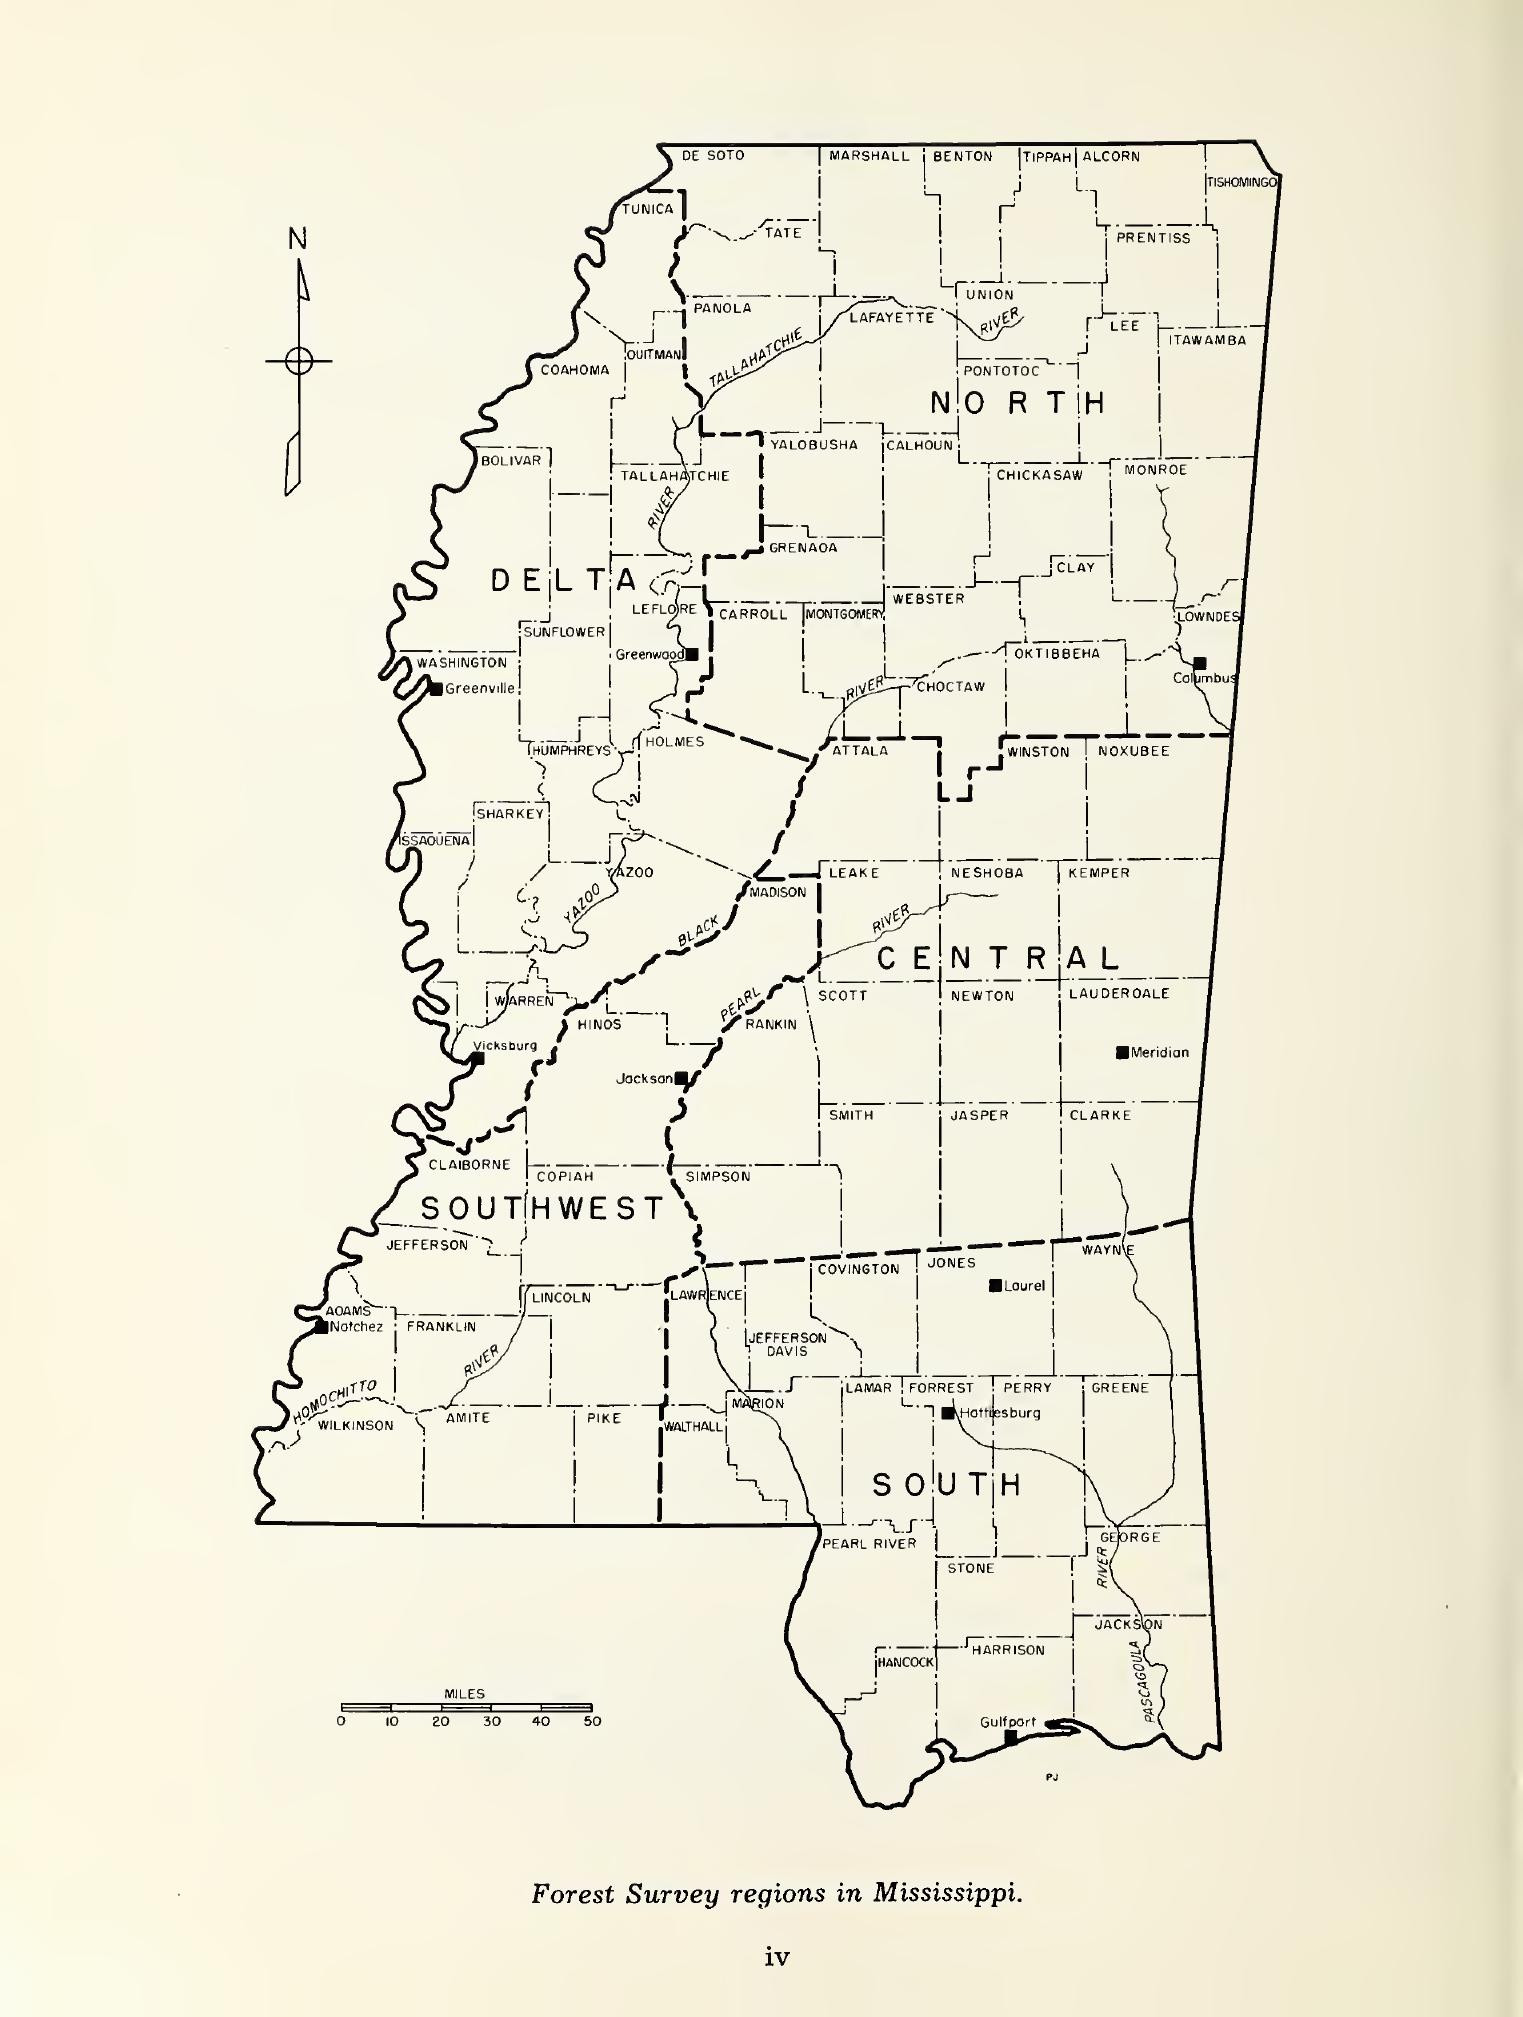 N
DE SOTO
MARSHALL
BENTON
TIPPAH
ALCORN
TISHOMINGO
TUNICA
TATE
PRENTISS
PANOLA
LAFAYETTE
UNION
RIVER
LEE
ITAWAMBA
TALLAHATCHIE
QUITMAN
COAHOMA
PONTOTOC
NORTH
BOLIVAR
TALLAHATCHIE
RIVER
YALOBUSHA
CALHOUN
CHICKASAW
MONROE
GRENAOA
CLAY
DELTA
LEFLORE
CARROLL
MONTGOMERY
WEBSTER
LOWNDES
SUNFLOWER
Greenwood
OKTIBBEHA
WASHINGTON
Greenville
RIVER
CHOCTAW
Columbus
HUMPHREYS
HOLMES
ATTALA
WINSTON
NOXUBEE
SHARKEY
ISSAQUENA
YAZOO
YAZOO
MADISON
LEAKE
NESHOBA
KEMPER
BLACK
RIVER
CENTRAL
WARREN
HINOS
PEARL
RANKIN
SCOTT
NEWTON
LAUDEROALE
Vicksburg
Meridian
Jackson
SMITH
JASPER
CLARKE
CLAIBORNE
COPIAH
SIMPSON
SOUTHWEST
JEFFERSON
WAYNE
COVINGTON
JONES
Laurel
LINCOLN
LAWRENCE
AOAMS
Natchez
FRANKLIN
JEFFERSON
DAVIS
RIVER
HOMOCHITTO
WILKINSON
AMITE
PIKE
WALTHALL
MARION
LAMAR
FORREST
PERRY
GREENE
Hattiesburg
SOUTH
PEARL RIVER
GEORGE
STONE
RIVER
JACKSON
HANCOCK
HARRISON
PASCAGOULA
Gulfport
MILES
0 10 20 30 40 50
PJ
Forest Survey regions in Mississippi.
iv